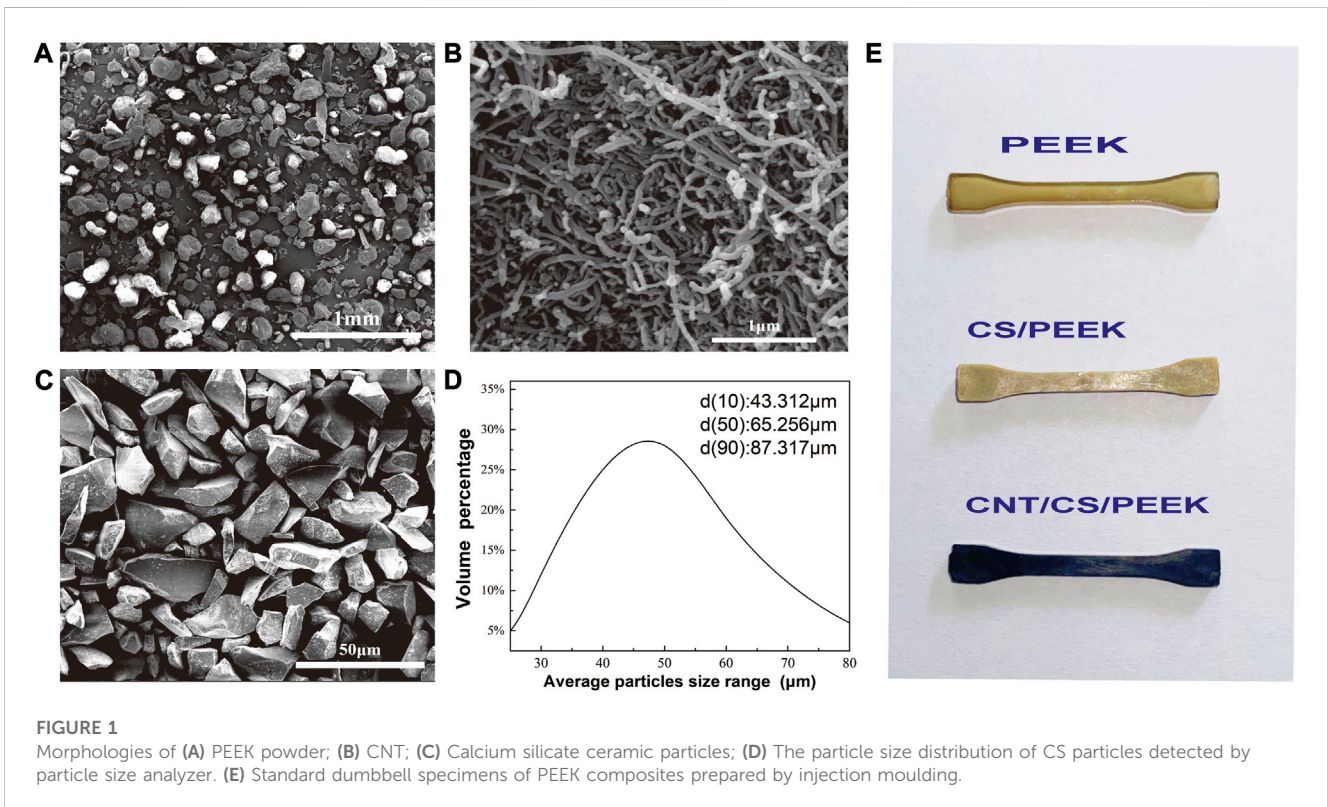 A
1mm
B
1μm
C
50μm
D
35%
30%
25%
20%
15%
10%
5%
Volume percentage
d(10):43.312μm
d(50):65.256μm
d(90):87.317μm
30 40 50 60 70 80
Average particles size range (μm)
E
PEEK
CS/PEEK
CNT/CS/PEEK
FIGURE 1
Morphologies of (A) PEEK powder; (B) CNT; (C) Calcium silicate ceramic particles; (D) The particle size distribution of CS particles detected by
particle size analyzer. (E) Standard dumbbell specimens of PEEK composites prepared by injection moulding.